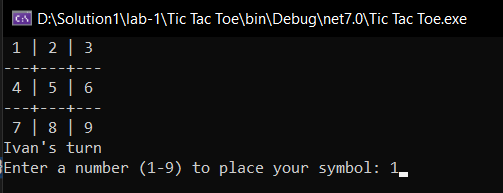 D:\Solution1\lab-1\Tic Tac Toe\bin\Debug\net7.0\Tic Tac Toe.exe
1 | 2 | 3
---+---+---
4 | 5 | 6
---+---+---
7 | 8 | 9
Ivan's turn
Enter a number (1-9) to place your symbol: 1